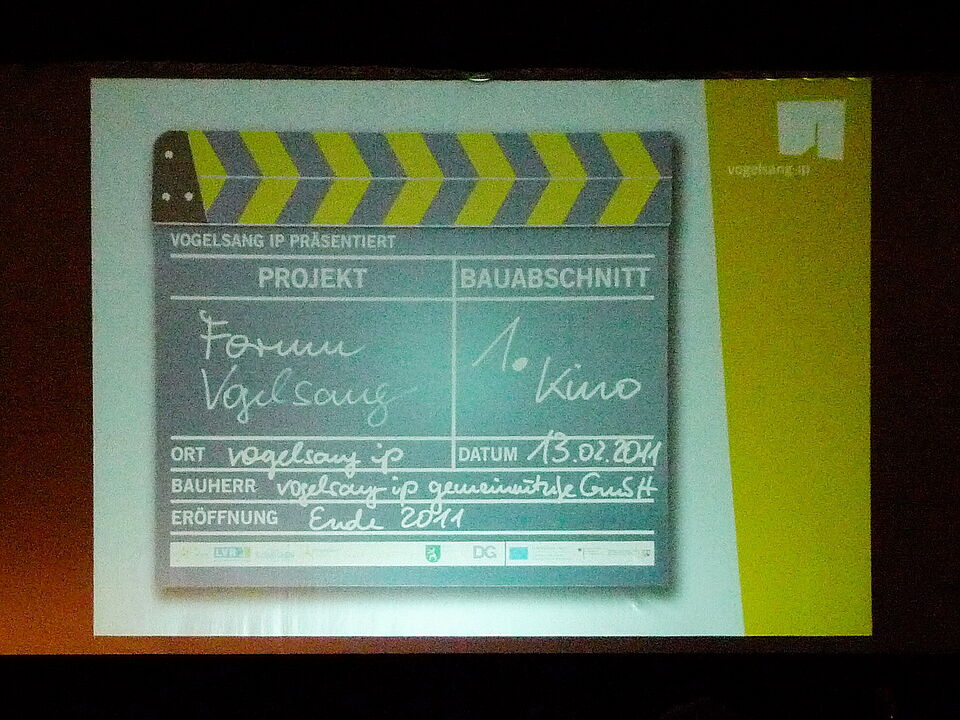 vogelsang ip
VOGELSANG IP PRÄSENTIERT
PROJEKT
BAUABSCHNITT
Forum
Vogelsang
1.
Kino
ORT vogelsang ip
DATUM 13.02.2011
BAUHERR vogelsang ip gemeinnützige GmbH
ERÖFFNUNG Ende 2011
LVR
DG